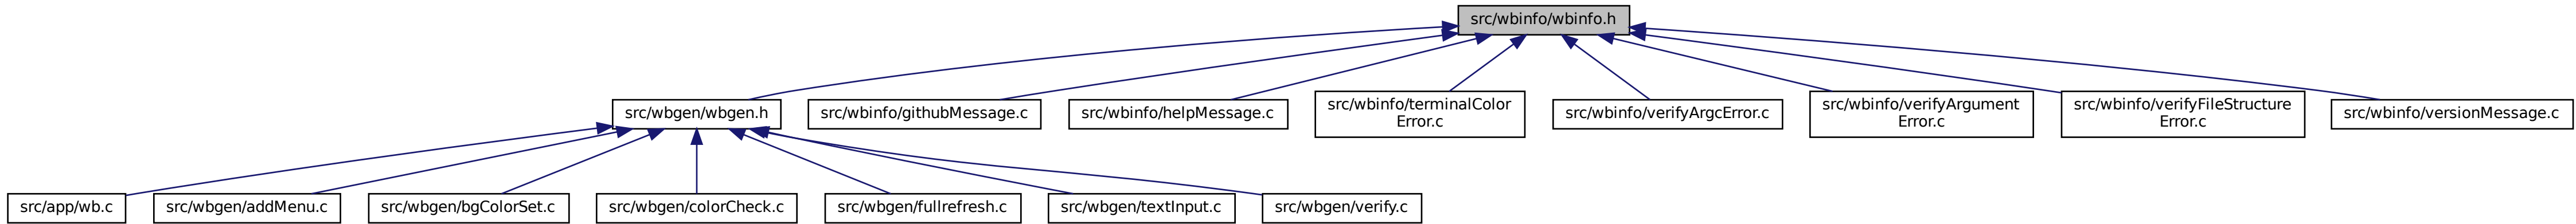 src/wbinfo/wbinfo.h
src/wbgen/wbgen.h
src/wbinfo/githubMessage.c
src/wbinfo/helpMessage.c
src/wbinfo/terminalColor
Error.c
src/wbinfo/verifyArgcError.c
src/wbinfo/verifyArgument
Error.c
src/wbinfo/verifyFileStructure
Error.c
src/wbinfo/versionMessage.c
src/app/wb.c
src/wbgen/addMenu.c
src/wbgen/bgColorSet.c
src/wbgen/colorCheck.c
src/wbgen/fullrefresh.c
src/wbgen/textInput.c
src/wbgen/verify.c